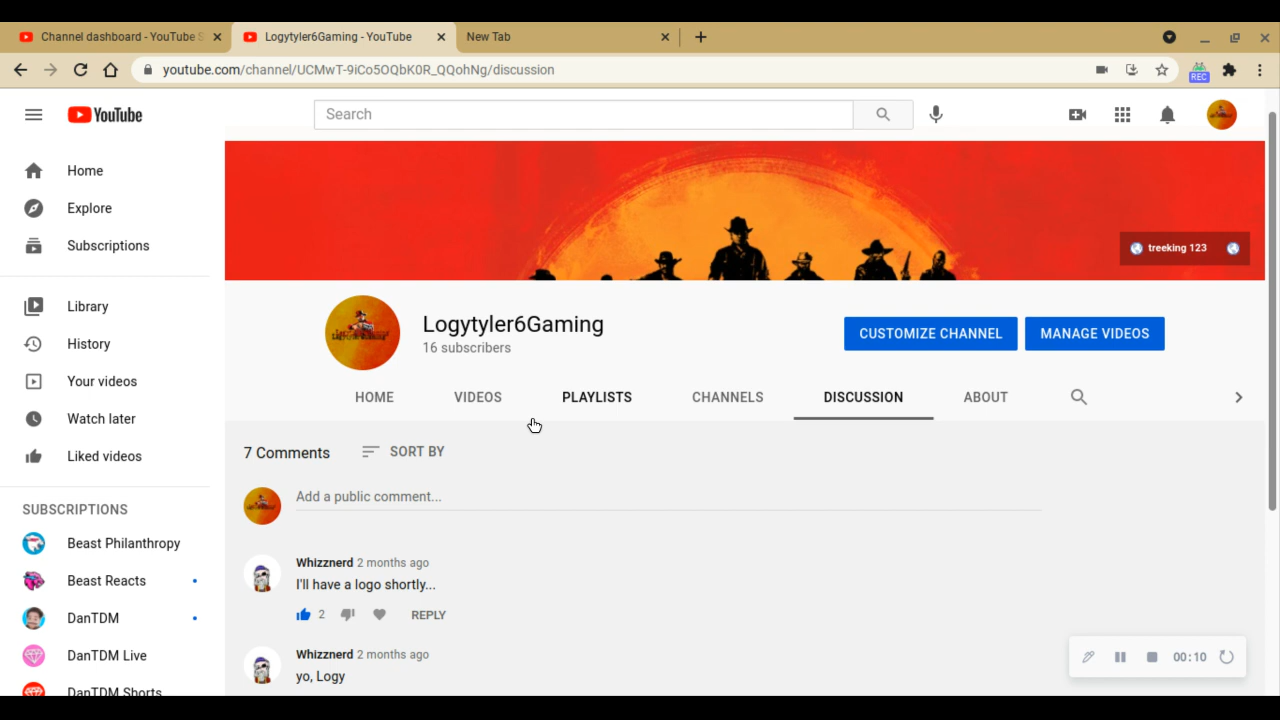 Channel dashboard - YouTube S
Logytyler6Gaming - YouTube
New Tab
youtube.com/channel/UCMwT-9iCo5OQbK0R_QQohNg/discussion
REC
YouTube
Search
Home
Explore
Subscriptions
Library
History
Your videos
Watch later
Liked videos
SUBSCRIPTIONS
Beast Philanthropy
Beast Reacts
DanTDM
DanTDM Live
DanTDM Shorts
treeking 123
Logytyler6Gaming
16 subscribers
CUSTOMIZE CHANNEL
MANAGE VIDEOS
HOME
VIDEOS
PLAYLISTS
CHANNELS
DISCUSSION
ABOUT
7 Comments
SORT BY
Add a public comment...
Whizznerd 2 months ago
I'll have a logo shortly...
2
REPLY
Whizznerd 2 months ago
yo, Logy
00:10